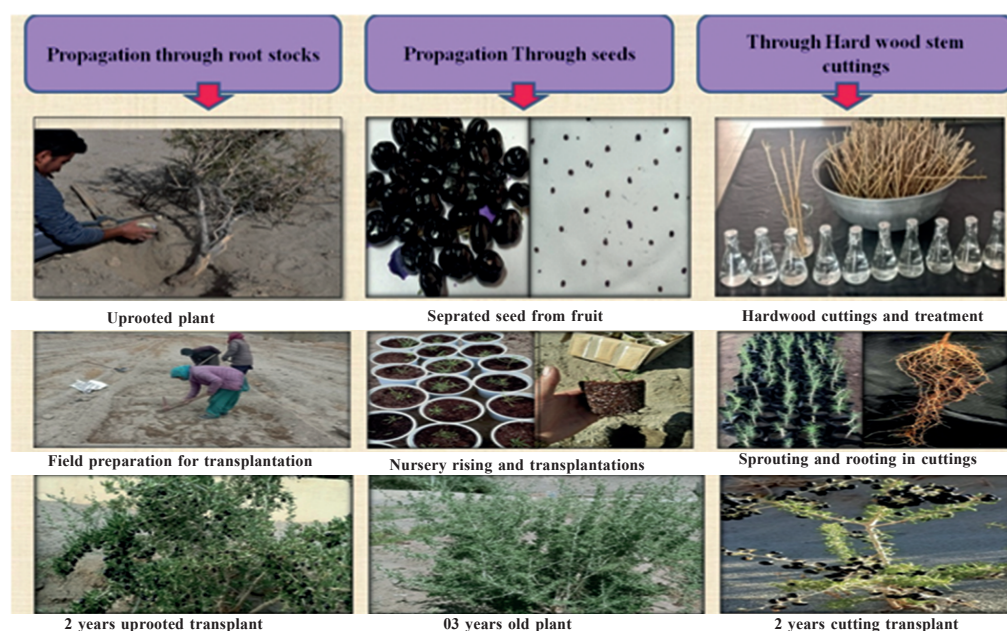 Propagation through root stocks
Propagation Through seeds
Through Hard wood stem
cuttings
Uprooted plant
Seprated seed from fruit
Hardwood cuttings and treatment
Field preparation for transplantation
Nursery rising and transplantations
Sprouting and rooting in cuttings
2 years uprooted transplant
03 years old plant
2 years cutting transplant